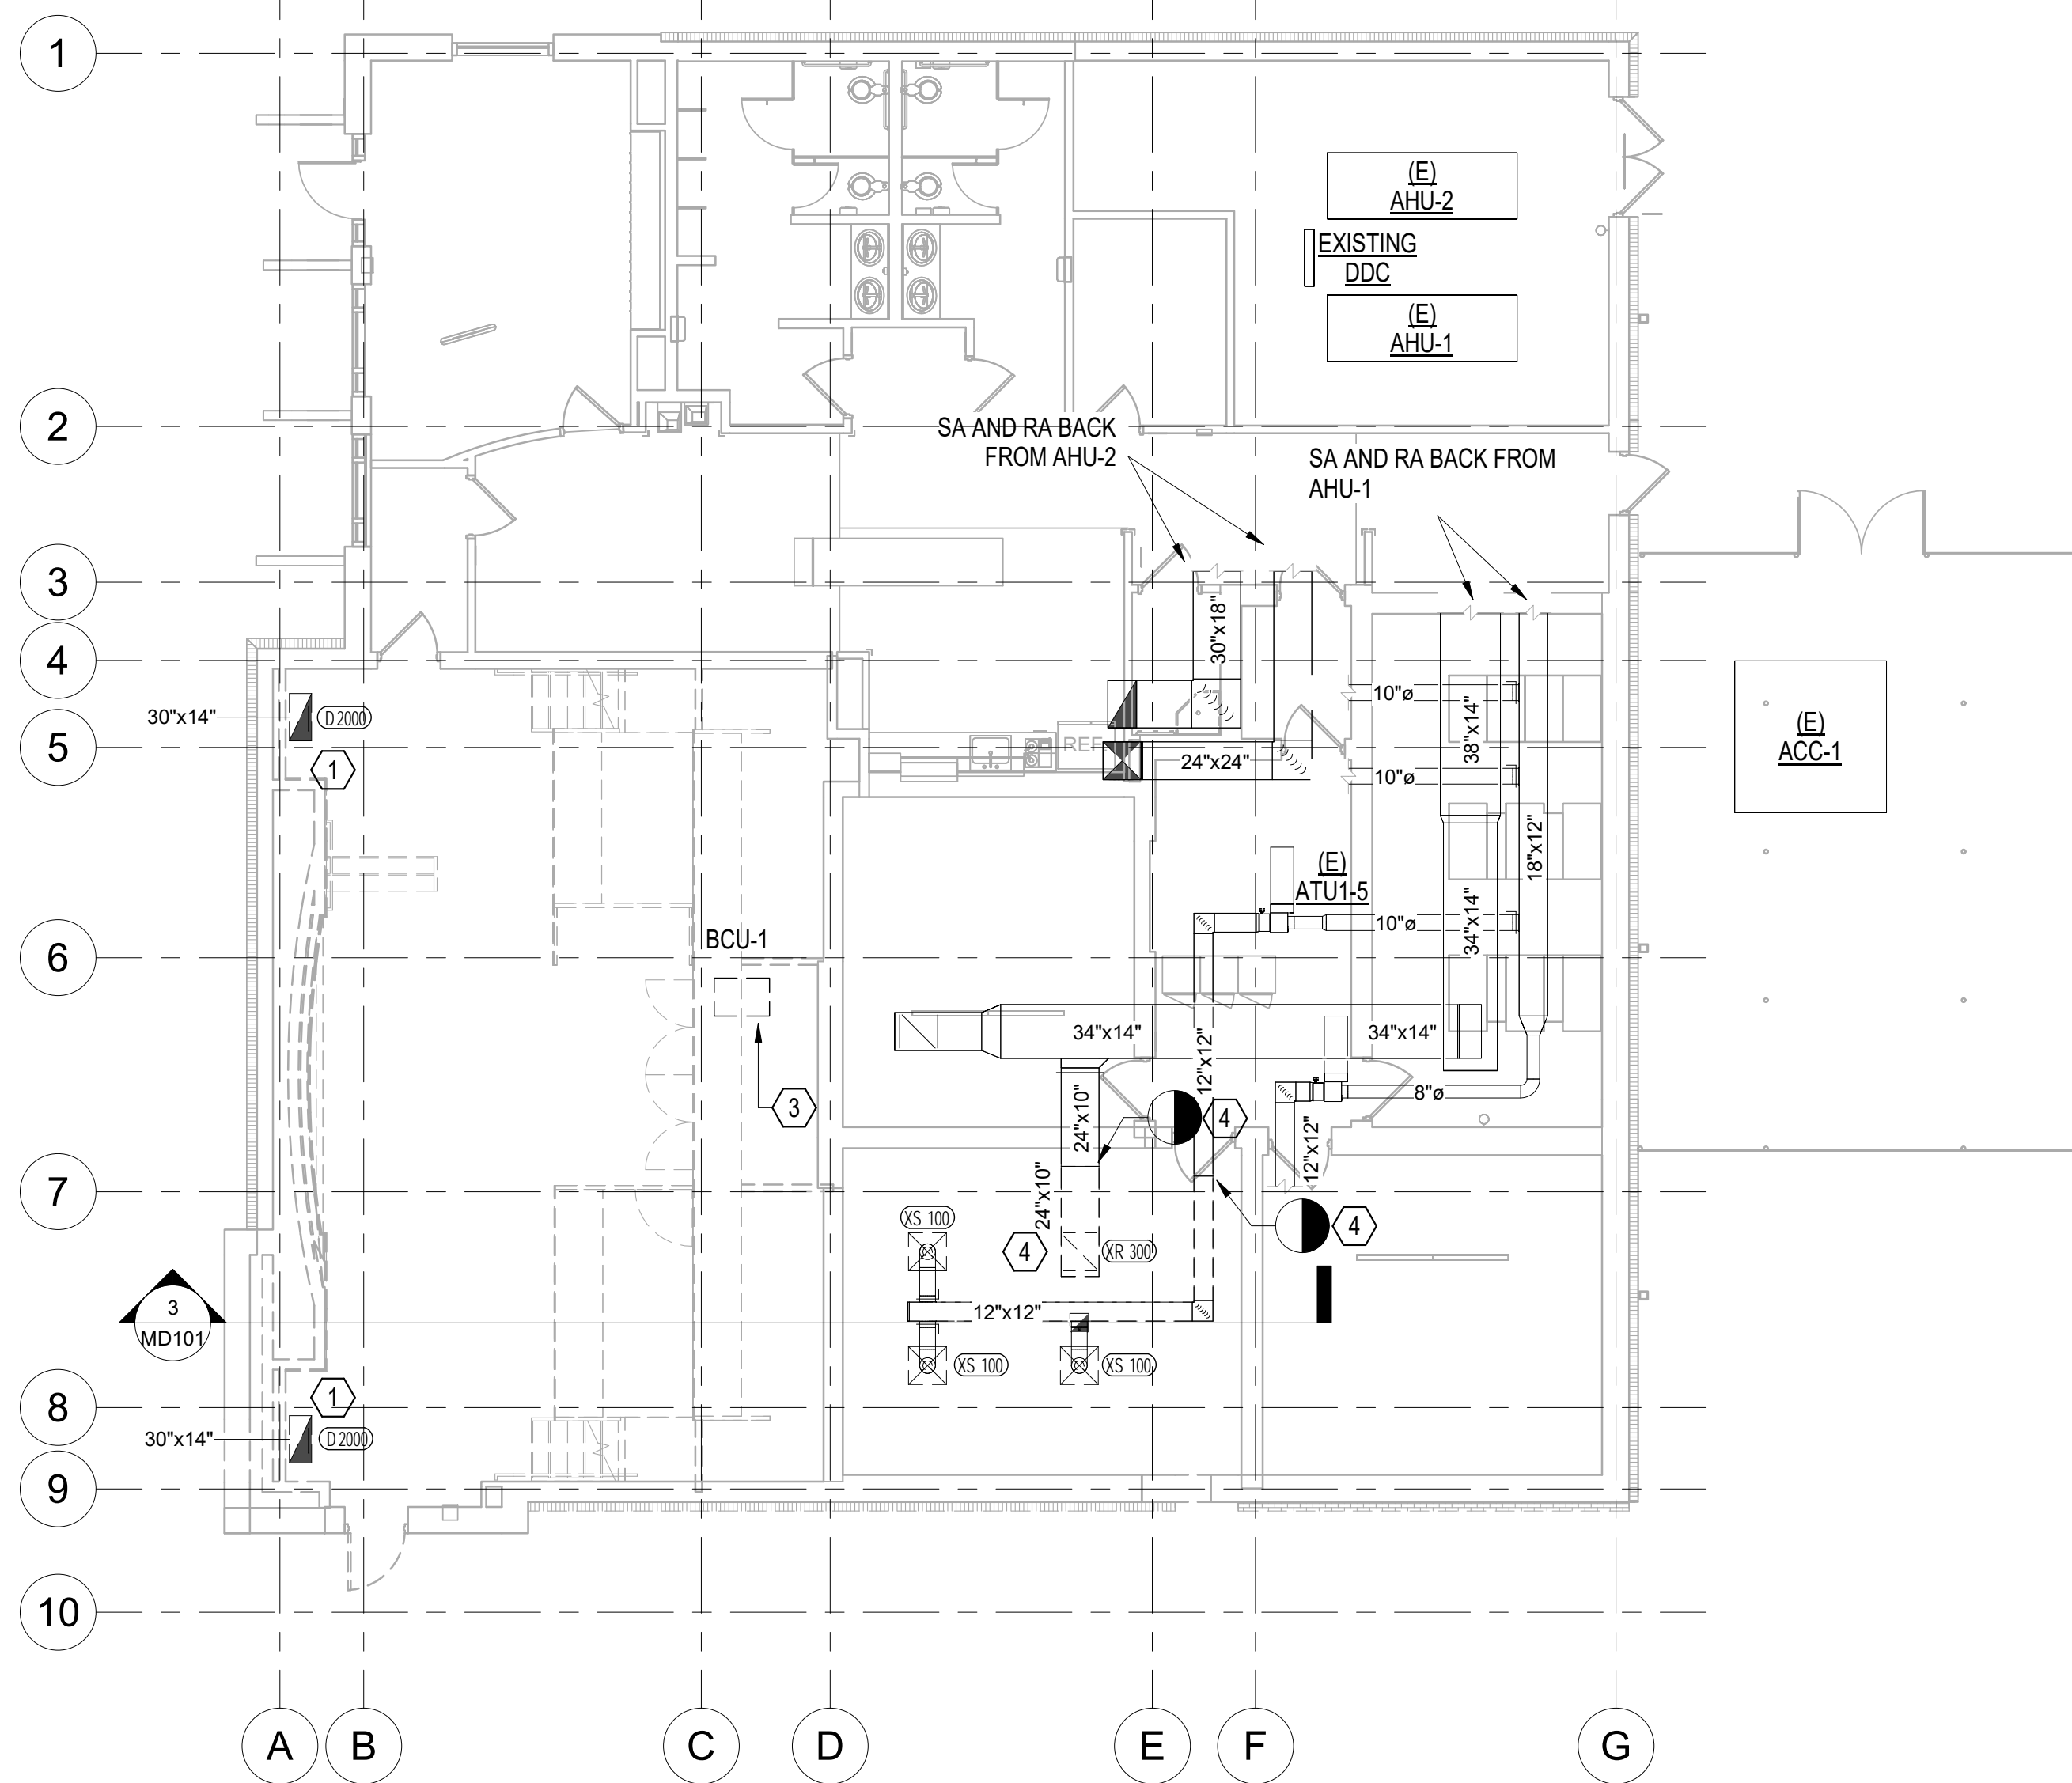 1
(E)
AHU-2
EXISTING
DDC
(E)
AHU-1
2
SA AND RA BACK
FROM AHU-2
SA AND RA BACK FROM
AHU-1
3
30"x18"
4
10"ø
30"x14"
D 2000
38"x14"
(E)
ACC-1
5
REF
24"x24"
1
10"ø
18"x12"
(E)
ATU1-5
6
BCU-1
10"ø
34"x14"
34"x14"
12"x12"
34"x14"
3
24"x10"
4
8"ø
12"x12"
7
24"x10"
XS 100
4
XR 300
4
3
MD101
12"x12"
XS 100
XS 100
1
8
30"x14"
D 2000
9
10
A
B
C
D
E
F
G